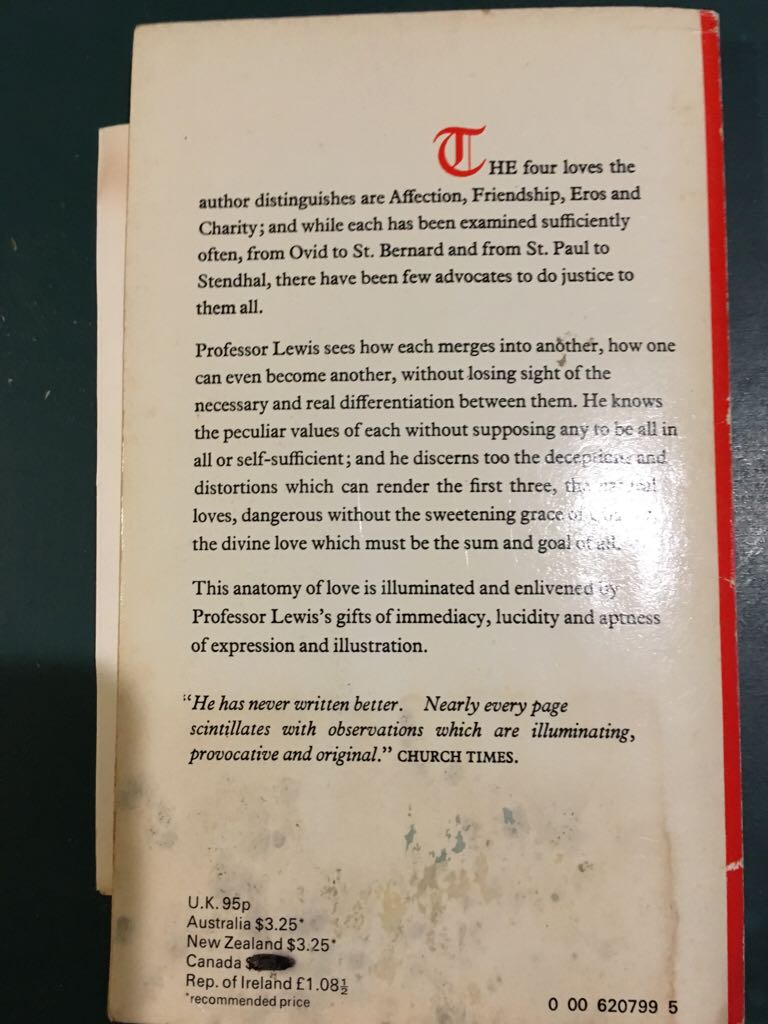 THE four loves the
author distinguishes are Affection, Friendship, Eros and
Charity; and while each has been examined sufficiently
often, from Ovid to St. Bernard and from St. Paul to
Stendhal, there have been few advocates to do justice to
them all.
Professor Lewis sees how each merges into another, how one
can even become another, without losing sight of the
necessary and real differentiation between them. He knows
the peculiar values of each without supposing any to be all in
all or self-sufficient; and he discerns too the deceptions and
distortions which can render the first three, the natural
loves, dangerous without the sweetening grace of
the divine love which must be the sum and goal of all.
This anatomy of love is illuminated and enlivened by
Professor Lewis's gifts of immediacy, lucidity and aptness
of expression and illustration.
"He has never written better. Nearly every page
scintillates with observations which are illuminating,
provocative and original." CHURCH TIMES.
U.K. 95p
Australia $3.25*
New Zealand $3.25*
Canada $
Rep. of Ireland £1.08½
*recommended price
0 00 620799 5